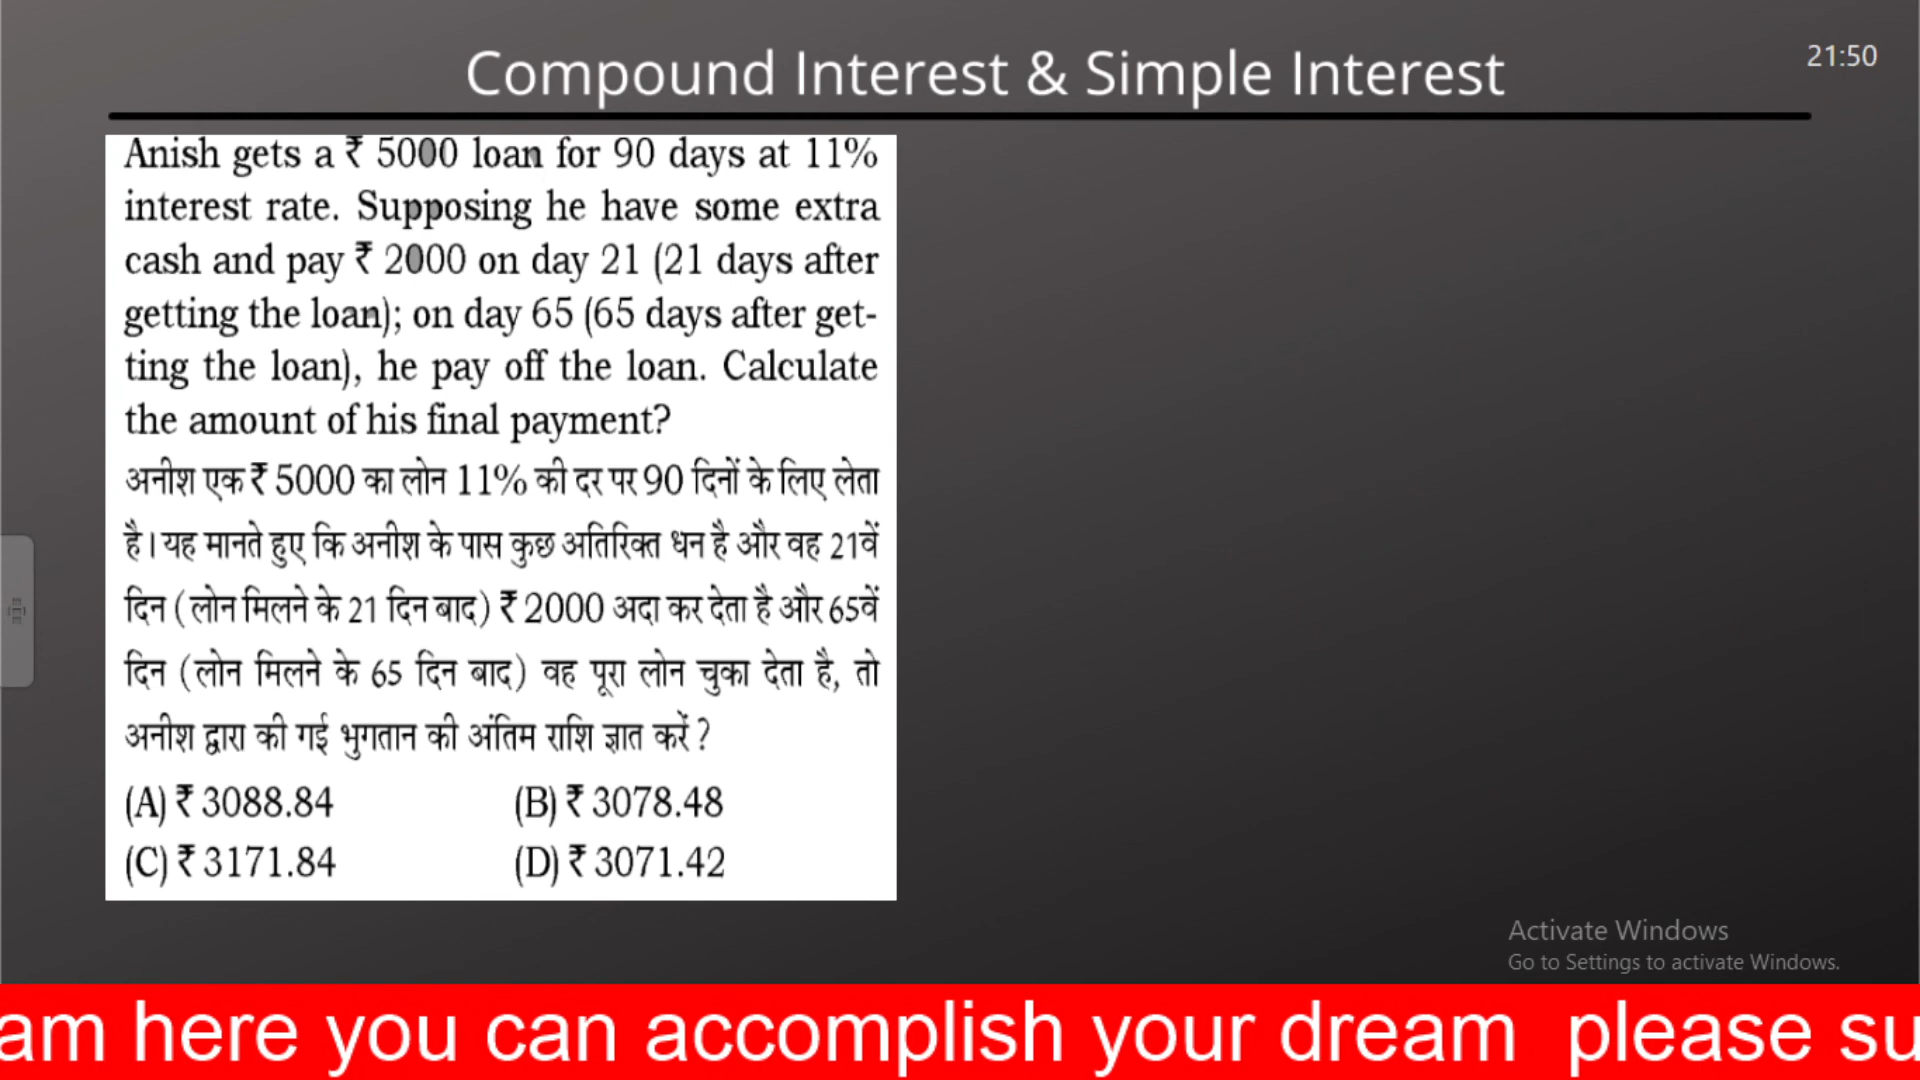 Compound Interest & Simple Interest
21:50
Anish gets a ₹ 5000 loan for 90 days at 11%
interest rate. Supposing he have some extra
cash and pay ₹ 2000 on day 21 (21 days after
getting the loan); on day 65 (65 days after get-
ting the loan), he pay off the loan. Calculate
the amount of his final payment?
अनीश एक ₹ 5000 का लोन 11% की दर पर 90 दिनों के लिए लेता
है। यह मानते हुए कि अनीश के पास कुछ अतिरिक्त धन है और वह 21वें
दिन (लोन मिलने के 21 दिन बाद) ₹ 2000 अदा कर देता है और 65वें
दिन (लोन मिलने के 65 दिन बाद) वह पूरा लोन चुका देता है, तो
अनीश द्वारा की गई भुगतान की अंतिम राशि ज्ञात करें ?
(A) ₹ 3088.84 (B) ₹ 3078.48
(C) ₹ 3171.84 (D) ₹ 3071.42
Activate Windows
Go to Settings to activate Windows.
am here you can accomplish your dream please su